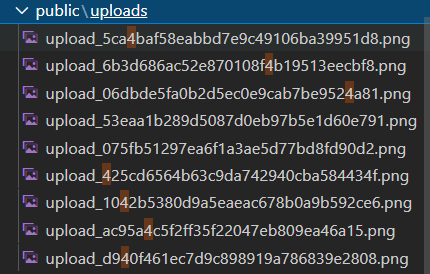 public\uploads
upload_5ca4baf58eabbd7e9c49106ba39951d8.png
upload_6b3d686ac52e870108f4b19513eecbf8.png
upload_06dbde5fa0b2d5ec0e9cab7be9524a81.png
upload_53eaa1b289d5087d0eb97b5e1d60e791.png
upload_075fb51297ea6f1a3ae5d77bd8fd90d2.png
upload_425cd6564b63c9da742940cba584434f.png
upload_1042b5380d9a5eaeac678b0a9b592ce6.png
upload_ac95a4c5f2ff35f22047eb809ea46a15.png
upload_d940f461ec7d9c898919a786839e2808.png